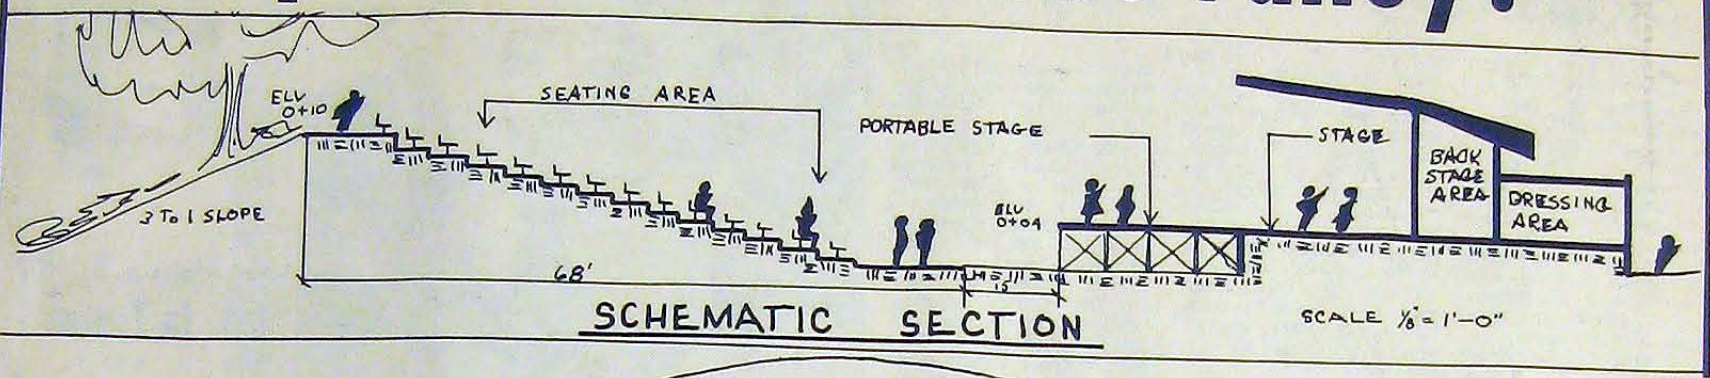 ELV
0+10
SEATING AREA
PORTABLE STAGE
STAGE
BACK
STAGE
AREA
DRESSING
AREA
3 TO 1 SLOPE
ELV
0+04
68'
15'
SCHEMATIC SECTION
SCALE 1/8" = 1'-0"